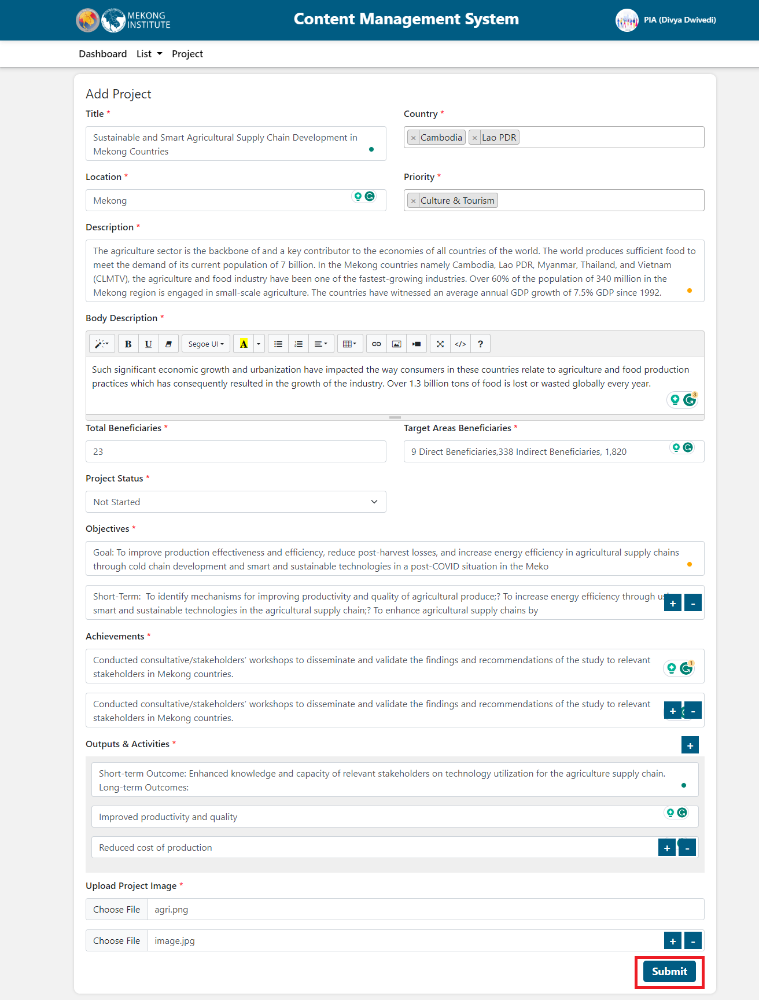 MEKONG
INSTITUTE
Content Management System
PIA (Divya Dwivedi)
Dashboard List Project
Add Project
Title *
Country *
Sustainable and Smart Agricultural Supply Chain Development in
Mekong Countries
× Cambodia × Lao PDR
Location *
Priority *
Mekong
× Culture & Tourism
Description *
The agriculture sector is the backbone of and a key contributor to the economies of all countries of the world. The world produces sufficient food to
meet the demand of its current population of 7 billion. In the Mekong countries namely Cambodia, Lao PDR, Myanmar, Thailand, and Vietnam
(CLMTV), the agriculture and food industry have been one of the fastest-growing industries. Over 60% of the population of 340 million in the
Mekong region is engaged in small-scale agriculture. The countries have witnessed an average annual GDP growth of 7.5% GDP since 1992.
Body Description *
B U Segoe UI A </> ?
Such significant economic growth and urbanization have impacted the way consumers in these countries relate to agriculture and food production
practices which has consequently resulted in the growth of the industry. Over 1.3 billion tons of food is lost or wasted globally every year.
3
Total Beneficiaries *
Target Areas Beneficiaries *
23
9 Direct Beneficiaries,338 Indirect Beneficiaries, 1,820
Project Status *
Not Started
Objectives *
Goal: To improve production effectiveness and efficiency, reduce post-harvest losses, and increase energy efficiency in agricultural supply chains
through cold chain development and smart and sustainable technologies in a post-COVID situation in the Meko
Short-Term:  To identify mechanisms for improving productivity and quality of agricultural produce;? To increase energy efficiency through
smart and sustainable technologies in the agricultural supply chain;? To enhance agricultural supply chains by
+ -
Achievements *
Conducted consultative/stakeholders’ workshops to disseminate and validate the findings and recommendations of the study to relevant
stakeholders in Mekong countries.
1
Conducted consultative/stakeholders’ workshops to disseminate and validate the findings and recommendations of the study to relevant
stakeholders in Mekong countries.
+ -
Outputs & Activities *
+
Short-term Outcome: Enhanced knowledge and capacity of relevant stakeholders on technology utilization for the agriculture supply chain.
Long-term Outcomes:
Improved productivity and quality
Reduced cost of production
+ -
Upload Project Image *
Choose File agri.png
Choose File image.jpg
+ -
Submit